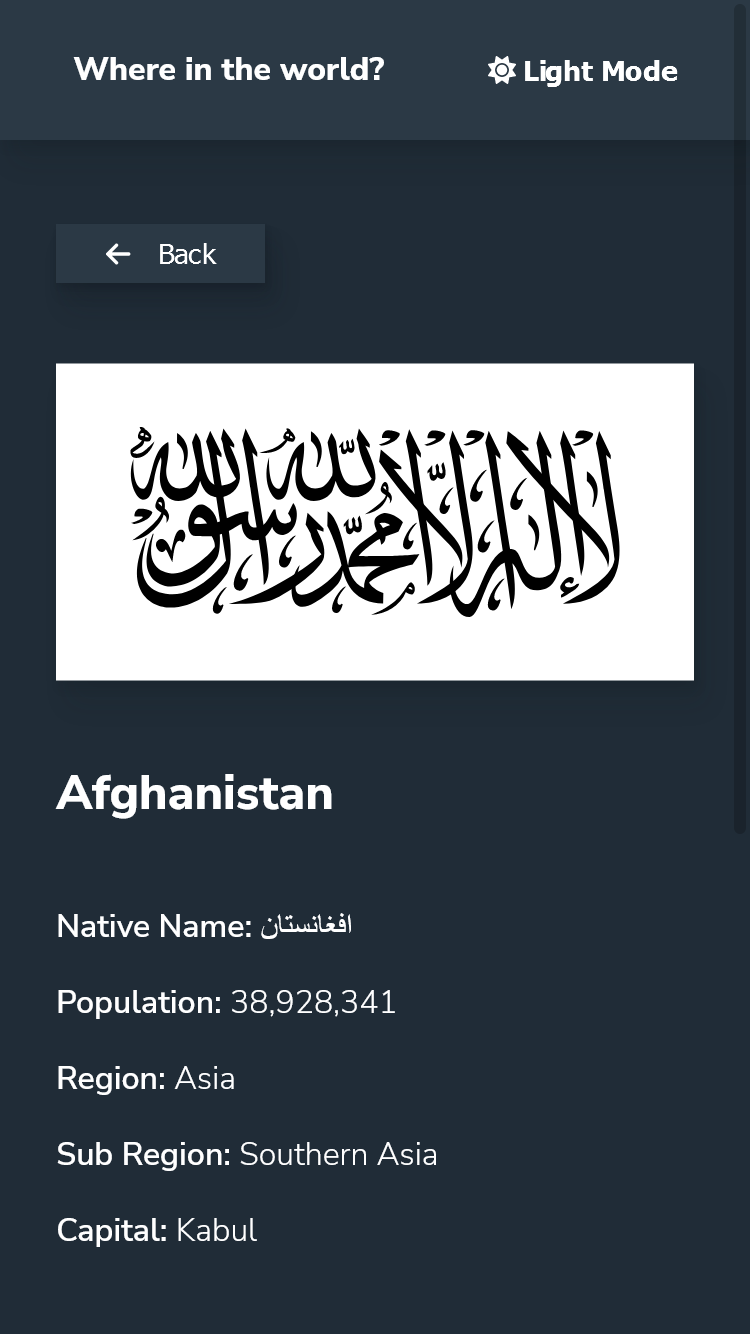 Where in the world?
Light Mode
Back
لا إله إلا الله محمد رسول الله
Afghanistan
Native Name: افغانستان
Population: 38,928,341
Region: Asia
Sub Region: Southern Asia
Capital: Kabul